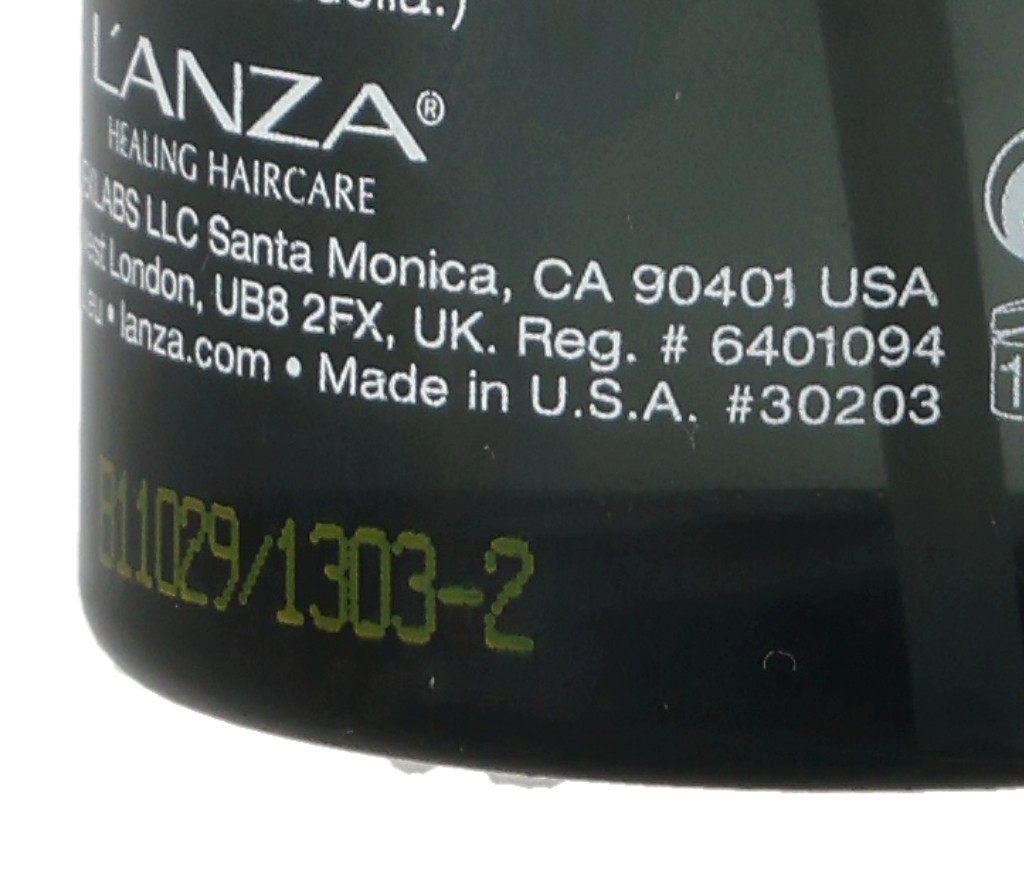 L'ANZA®
HEALING HAIRCARE
LABS LLC Santa Monica, CA 90401 USA
London, UB8 2FX, UK. Reg. # 6401094
• lanza.com • Made in U.S.A. #30203
B11029/1303-2